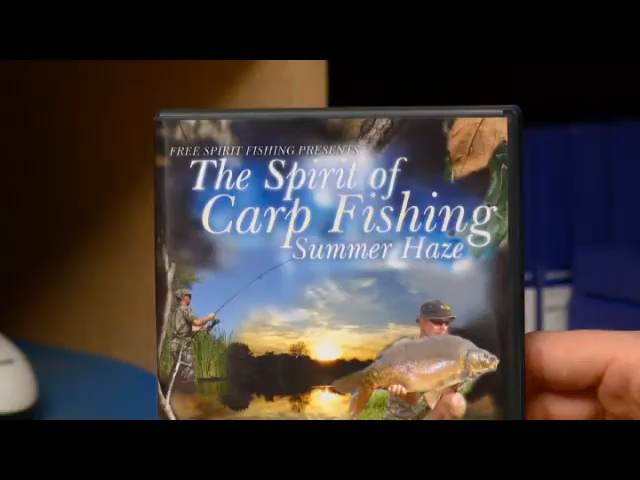 FREE SPIRIT FISHING PRESENTS
The Spirit of
Carp Fishing
Summer Haze